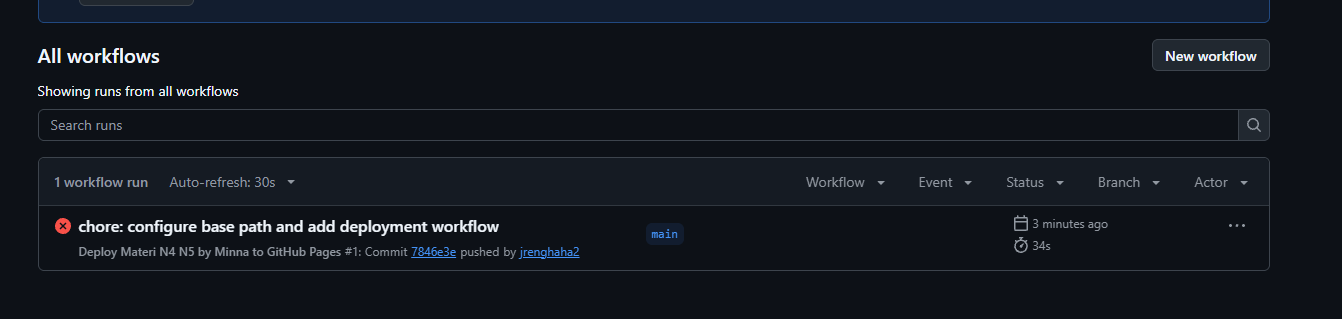 All workflows
New workflow
Showing runs from all workflows
Search runs
1 workflow run Auto-refresh: 30s Workflow Event Status Branch Actor
chore: configure base path and add deployment workflow
main
3 minutes ago
Deploy Materi N4 N5 by Minna to GitHub Pages #1: Commit 7846e3e pushed by jrenghaha2
34s